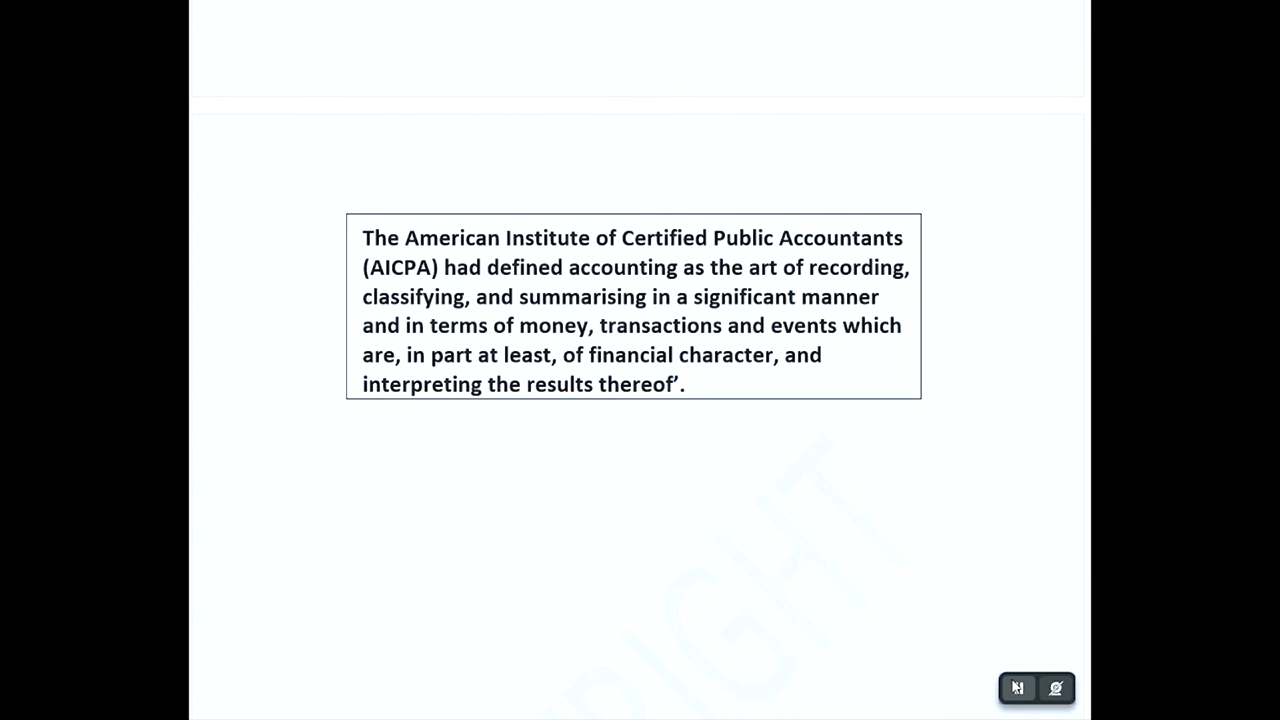 The American Institute of Certified Public Accountants
(AICPA) had defined accounting as the art of recording,
classifying, and summarising in a significant manner
and in terms of money, transactions and events which
are, in part at least, of financial character, and
interpreting the results thereof’.